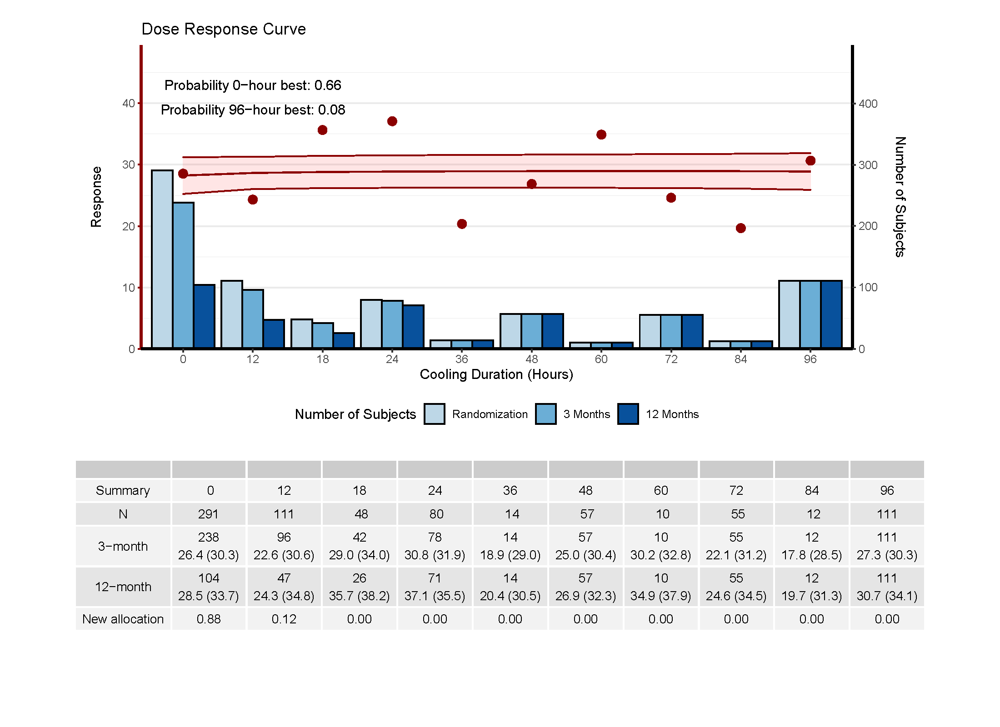 Dose Response Curve
Probability 0−hour best: 0.66
Probability 96−hour best: 0.08
Response
40
30
20
10
0
Number of Subjects
400
300
200
100
0
0 12 18 24 36 48 60 72 84 96
Cooling Duration (Hours)
Number of Subjects Randomization 3 Months 12 Months
Summary 0 12 18 24 36 48 60 72 84 96
N 291 111 48 80 14 57 10 55 12 111
3−month
238 96 42 78 14 57 10 55 12 111
26.4 (30.3) 22.6 (30.6) 29.0 (34.0) 30.8 (31.9) 18.9 (29.0) 25.0 (30.4) 30.2 (32.8) 22.1 (31.2) 17.8 (28.5) 27.3 (30.3)
12−month
104 47 26 71 14 57 10 55 12 111
28.5 (33.7) 24.3 (34.8) 35.7 (38.2) 37.1 (35.5) 20.4 (30.5) 26.9 (32.3) 34.9 (37.9) 24.6 (34.5) 19.7 (31.3) 30.7 (34.1)
New allocation 0.88 0.12 0.00 0.00 0.00 0.00 0.00 0.00 0.00 0.00